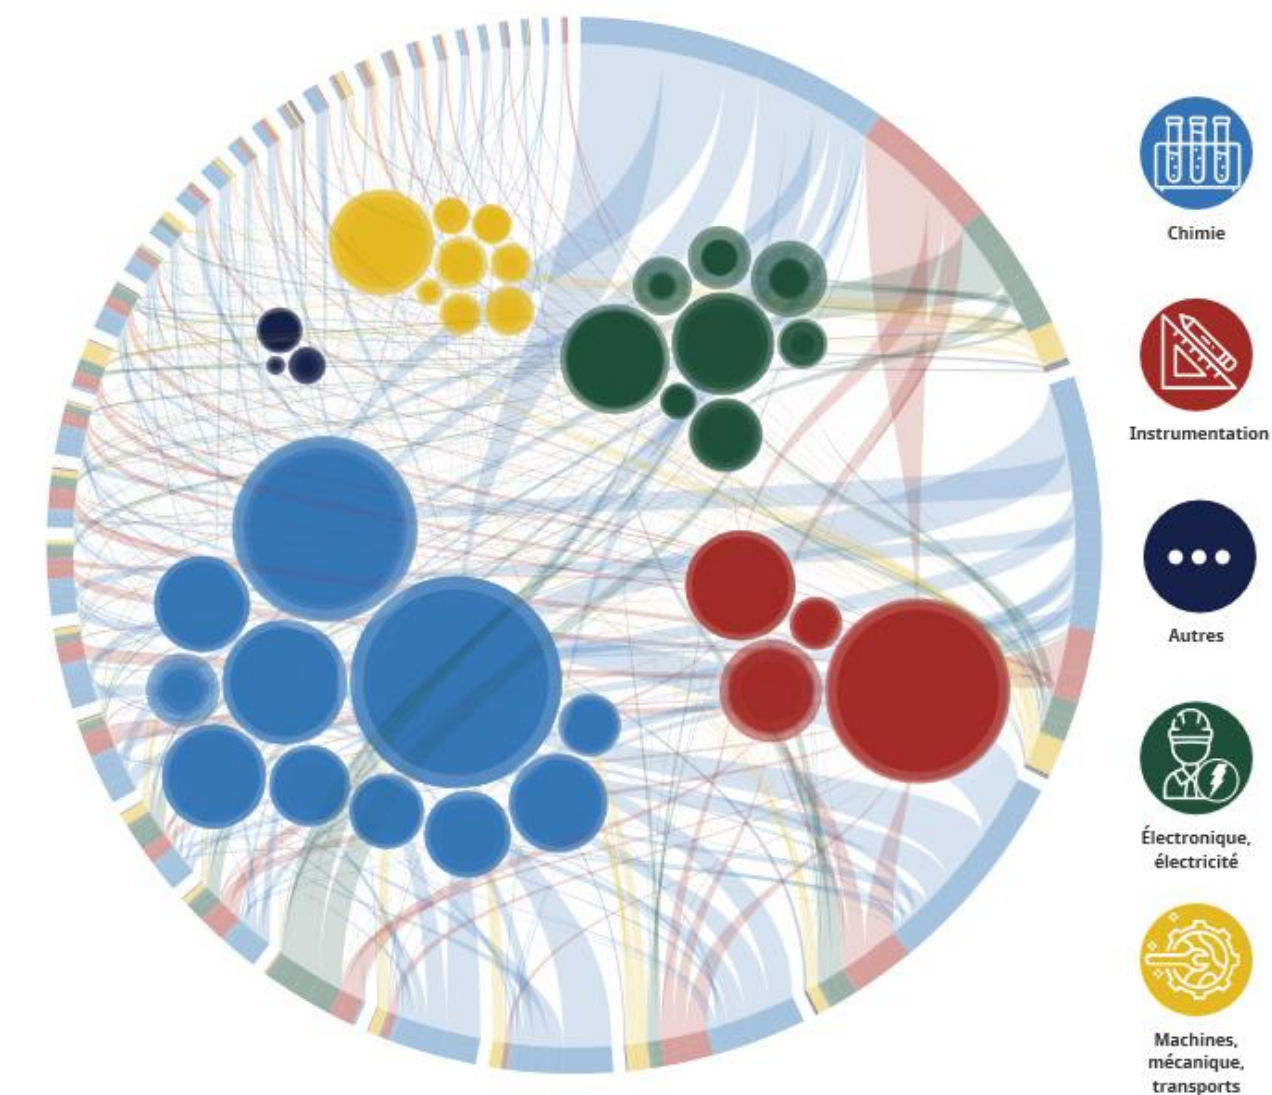 Chimie
Instrumentation
Autres
Électronique,
électricité
Machines,
mécanique,
transports